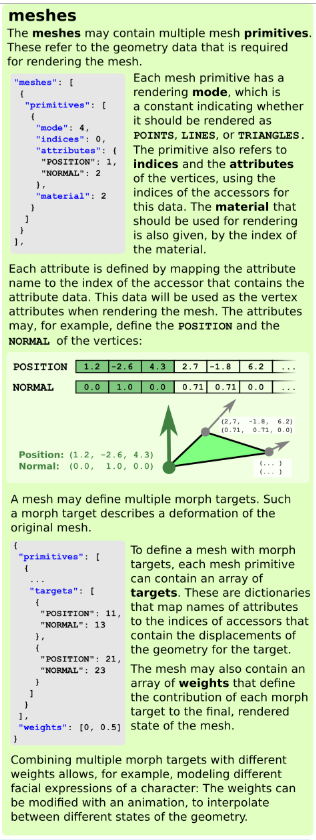 meshes
The meshes may contain multiple mesh primitives.
These refer to the geometry data that is required
for rendering the mesh.
"meshes": [
{
"primitives": [
{
"mode": 4,
"indices": 0,
"attributes": {
"POSITION": 1,
"NORMAL": 2
},
"material": 2
}
]
}
],
Each mesh primitive has a
rendering mode, which is
a constant indicating whether
it should be rendered as
POINTS, LINES, or TRIANGLES.
The primitive also refers to
indices and the attributes
of the vertices, using the
indices of the accessors for
this data. The material that
should be used for rendering
is also given, by the index of
the material.
Each attribute is defined by mapping the attribute
name to the index of the accessor that contains the
attribute data. This data will be used as the vertex
attributes when rendering the mesh. The attributes
may, for example, define the POSITION and the
NORMAL of the vertices:
POSITION 1.2 -2.6 4.3 2.7 -1.8 6.2 ...
NORMAL 0.0 1.0 0.0 0.71 0.71 0.0 ...
(2,7, -1.8, 6.2)
(0.71, 0.71, 0.0)
Position: (1.2, -2.6, 4.3)
Normal: (0.0, 1.0, 0.0)
(... )
(... )
A mesh may define multiple morph targets. Such
a morph target describes a deformation of the
original mesh.
{
"primitives": [
{
...
"targets": [
{
"POSITION": 11,
"NORMAL": 13
},
{
"POSITION": 21,
"NORMAL": 23
}
]
}
],
"weights": [0, 0.5]
}
To define a mesh with morph
targets, each mesh primitive
can contain an array of
targets. These are dictionaries
that map names of attributes
to the indices of accessors that
contain the displacements of
the geometry for the target.
The mesh may also contain an
array of weights that define
the contribution of each morph
target to the final, rendered
state of the mesh.
Combining multiple morph targets with different
weights allows, for example, modeling different
facial expressions of a character: The weights can
be modified with an animation, to interpolate
between different states of the geometry.